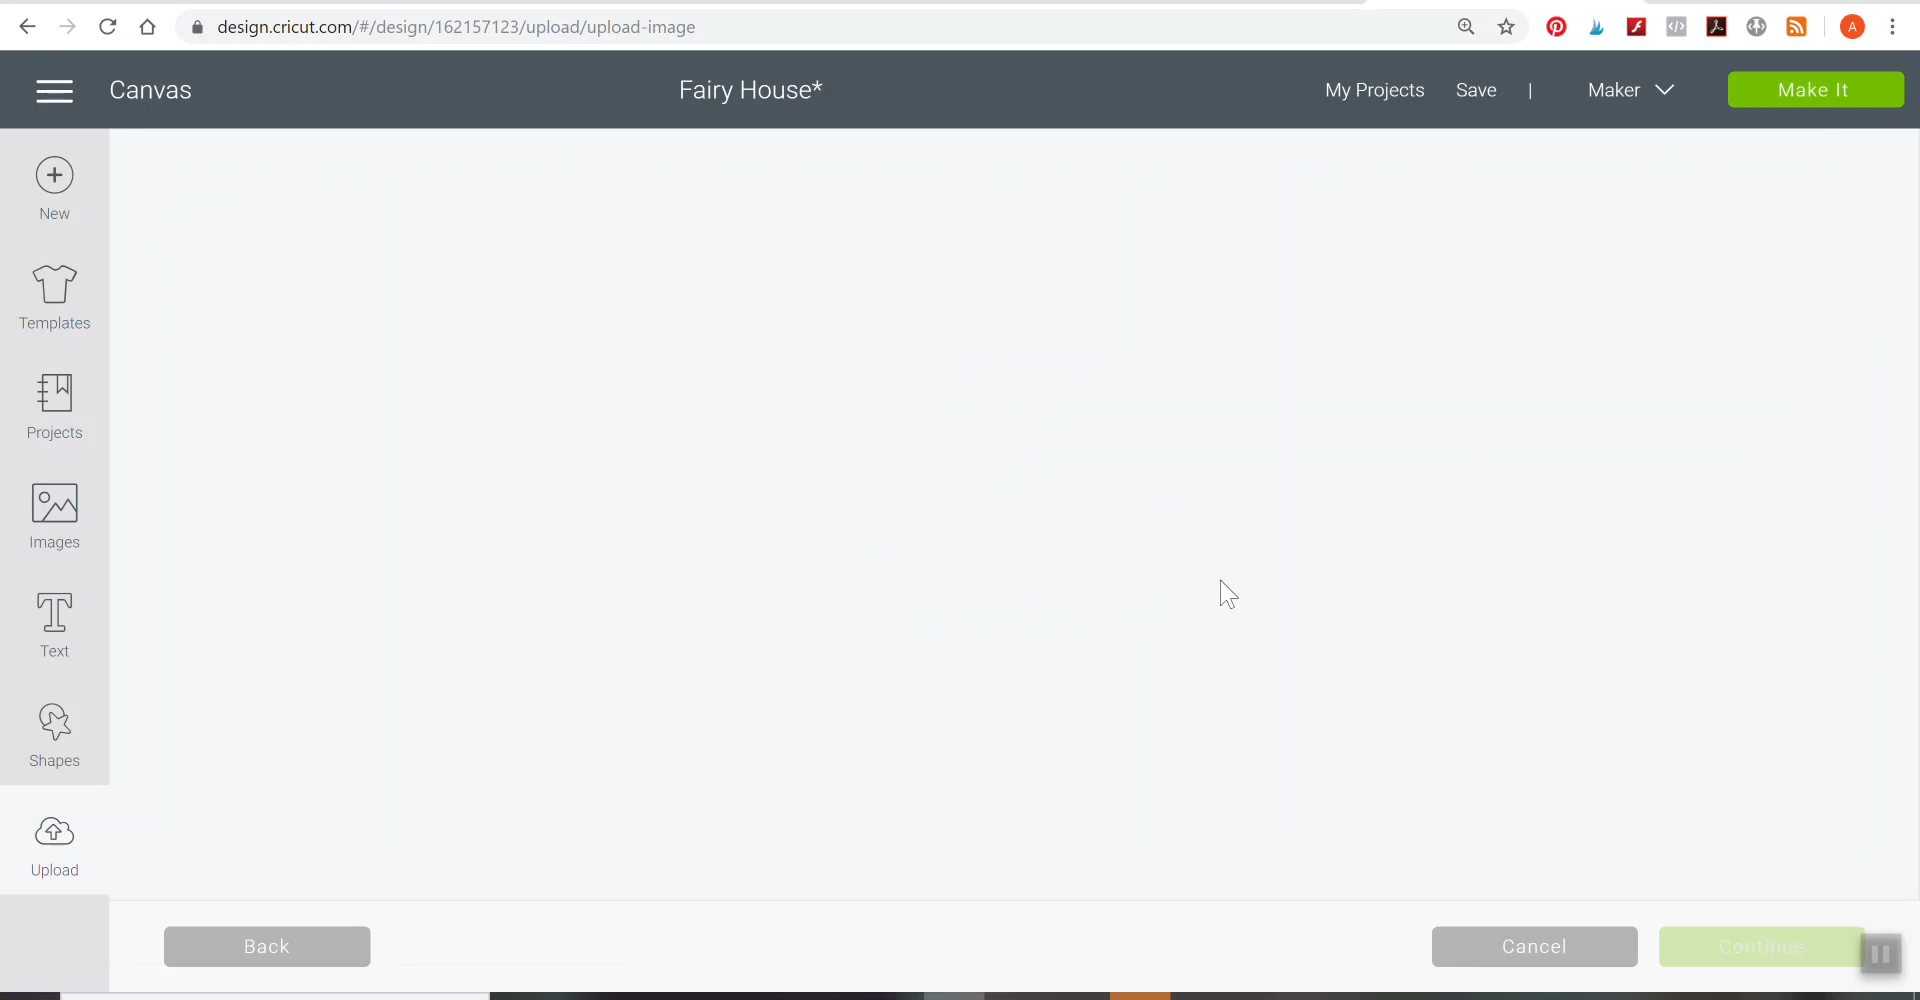 design.cricut.com/#/design/162157123/upload/upload-image
A
Canvas
Fairy House*
My Projects
Save
|
Maker
Make It
New
Templates
Projects
Images
Text
Shapes
Upload
Back
Cancel
Continue